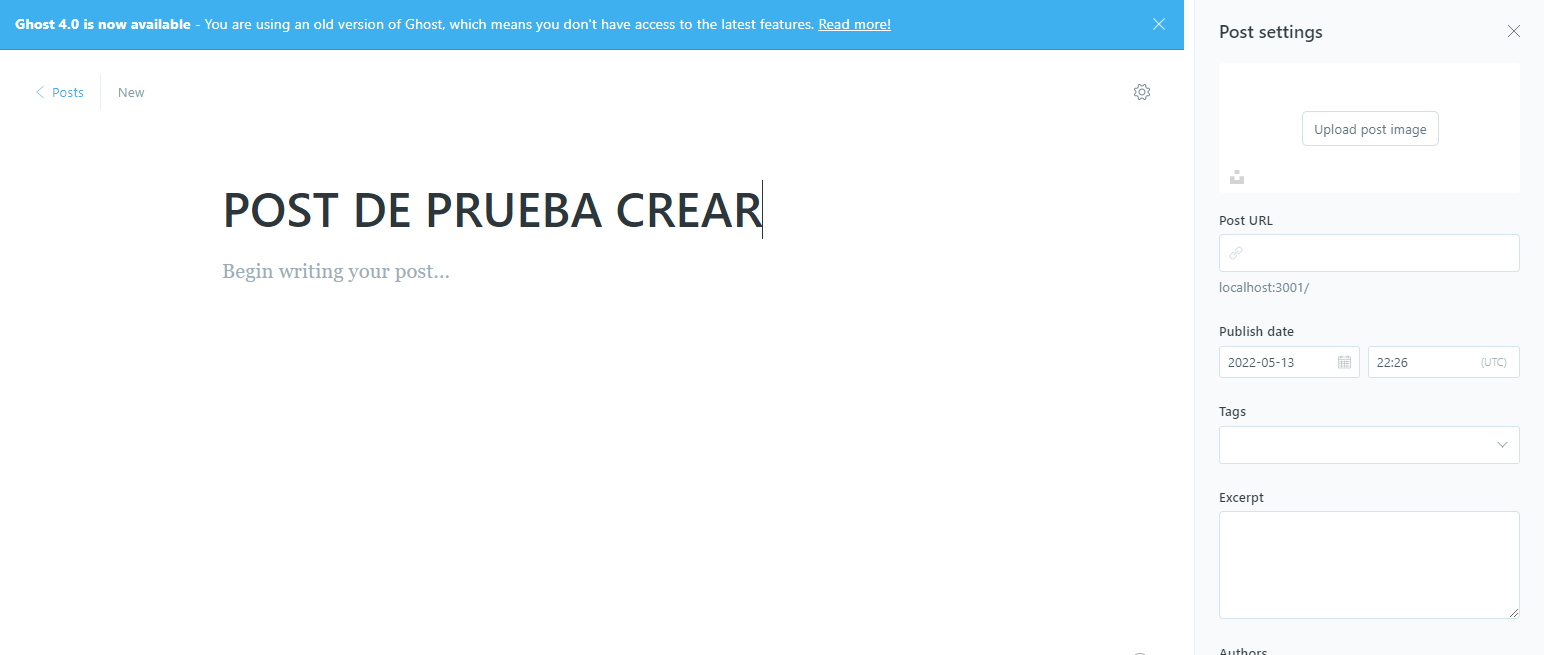 Ghost 4.0 is now available - You are using an old version of Ghost, which means you don't have access to the latest features. Read more!
Posts
New
POST DE PRUEBA CREAR
Begin writing your post...
Post settings
Upload post image
Post URL
localhost:3001/
Publish date
2022-05-13
22:26 (UTC)
Tags
Excerpt
Authors